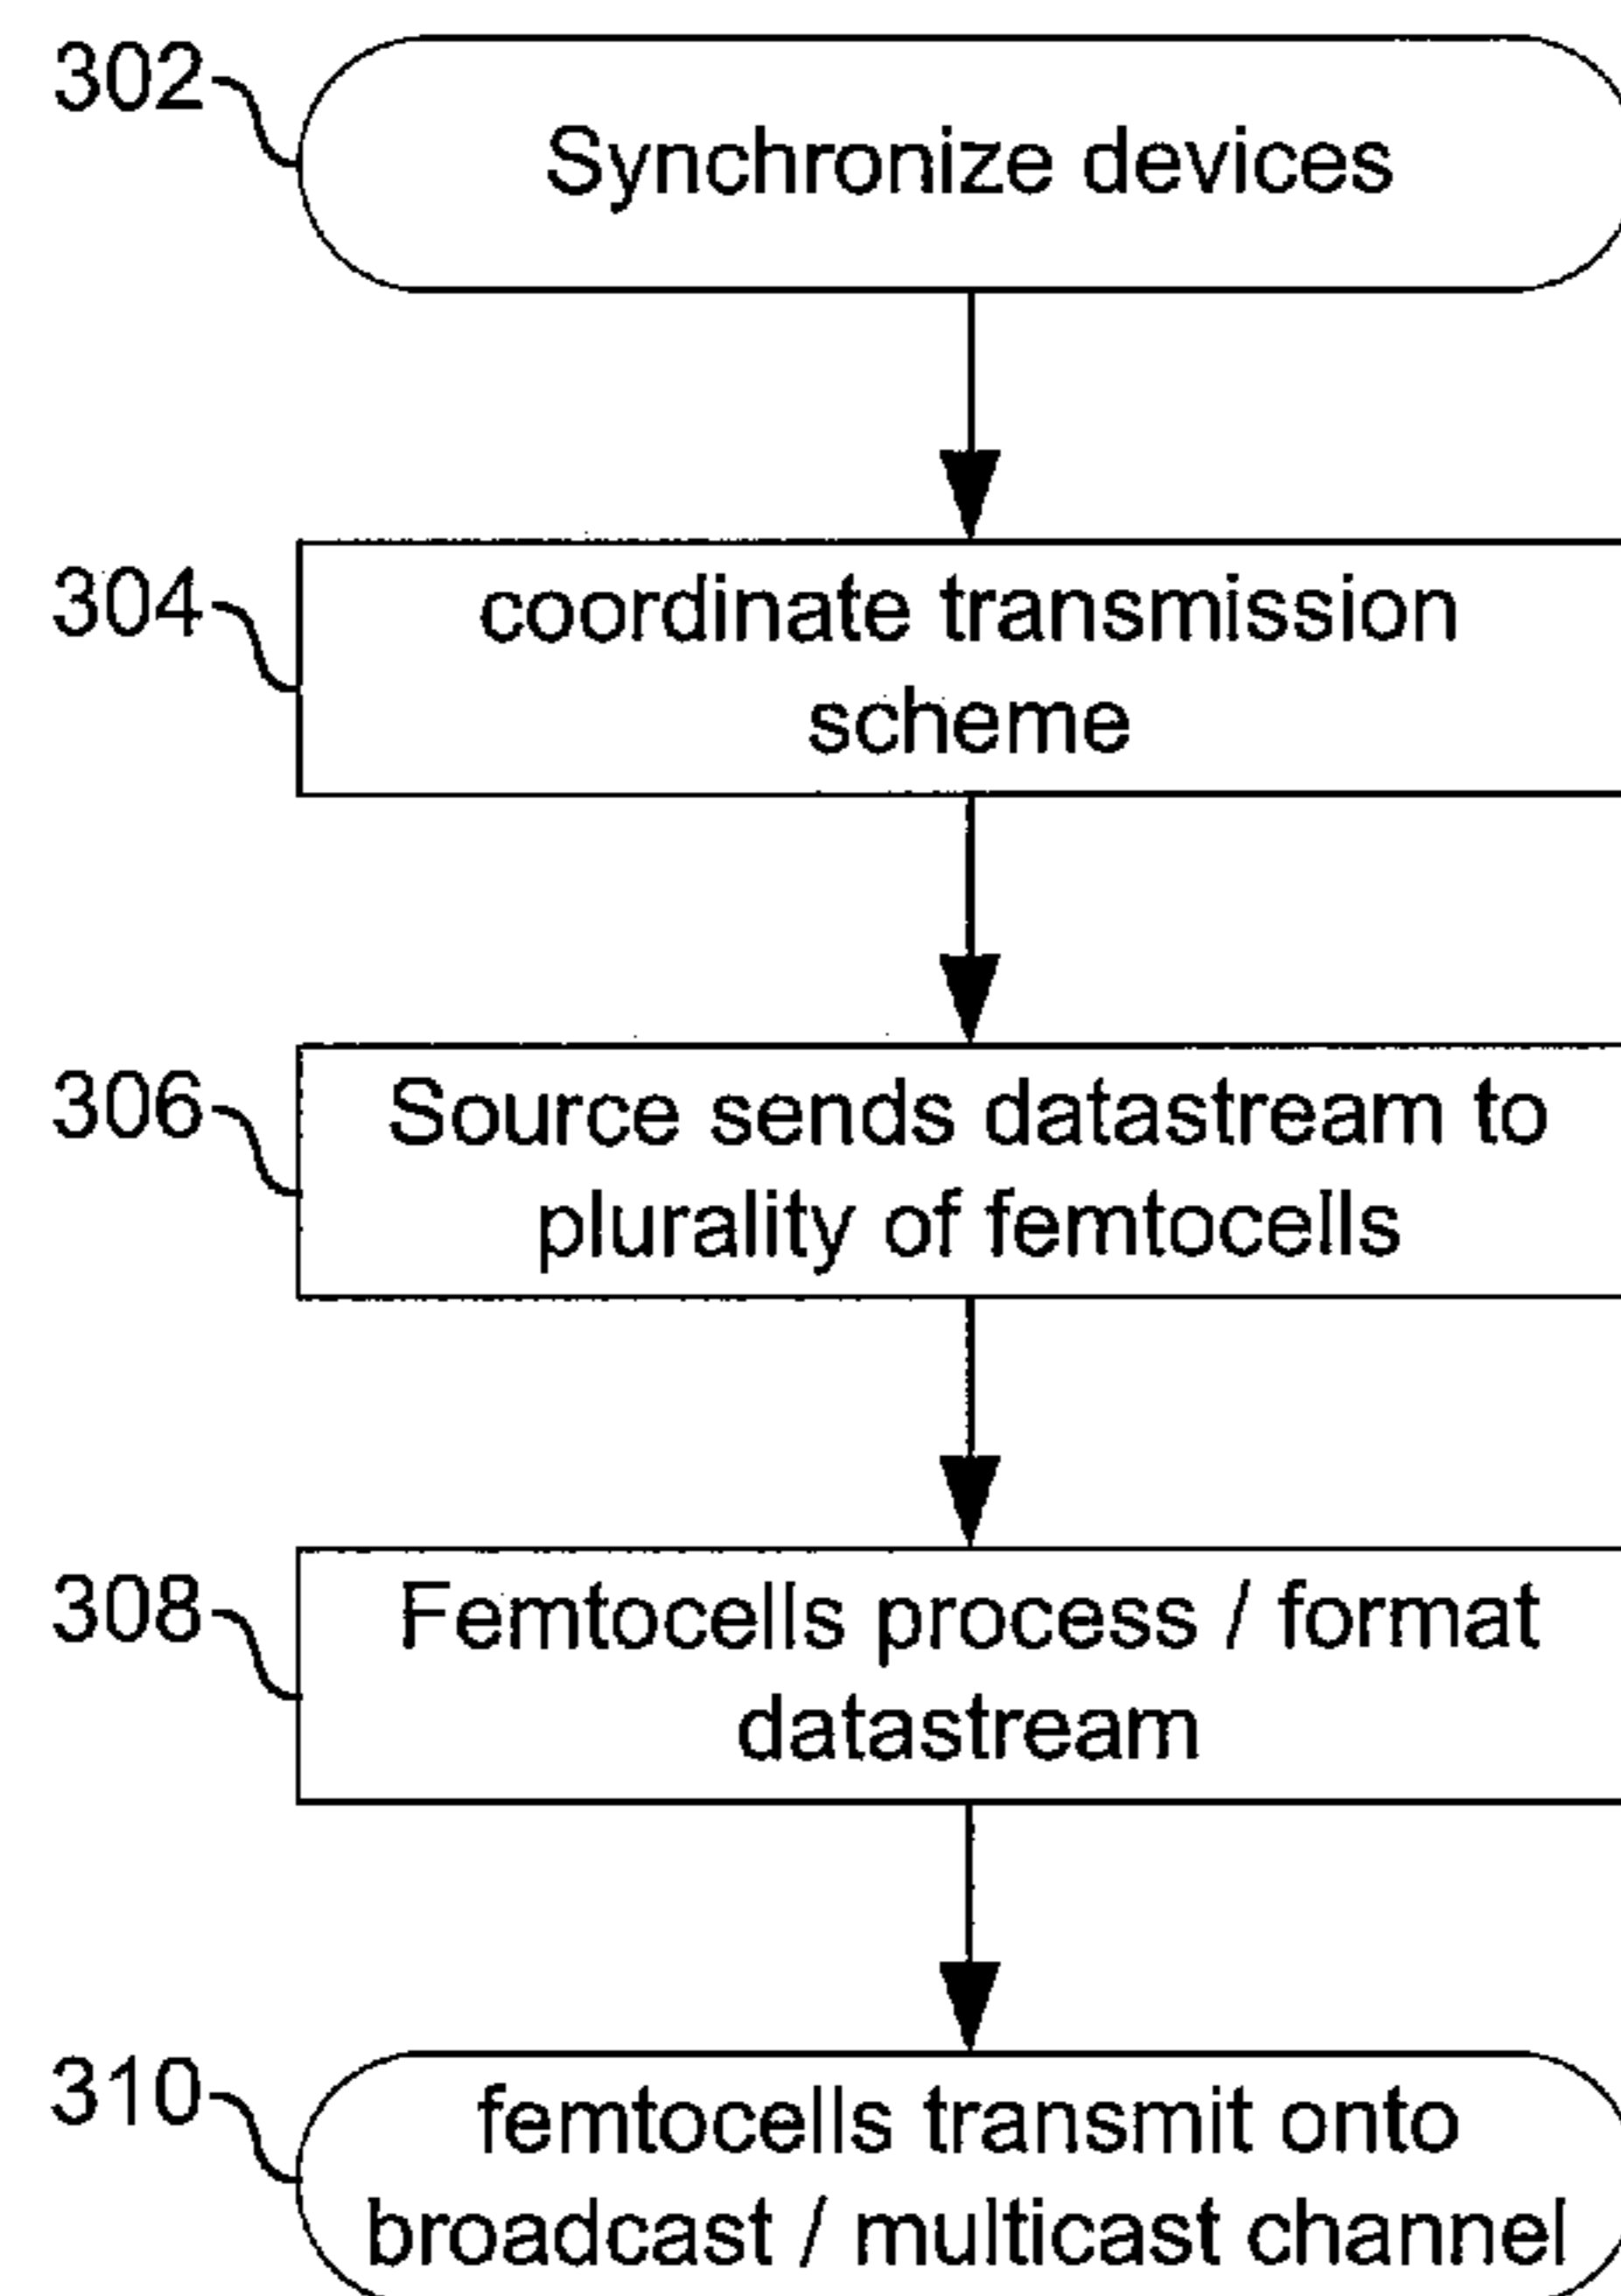 302
Synchronize devices
304
coordinate transmission
scheme
306
Source sends datastream to
plurality of femtocells
308
Femtocells process / format
datastream
310
femtocells transmit onto
broadcast / multicast channel